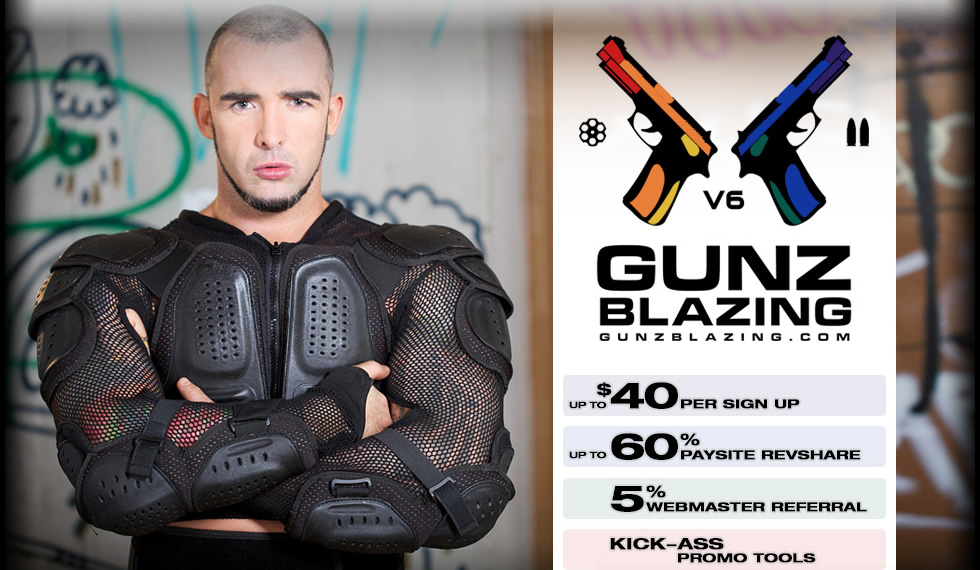 V6
GUNZ
BLAZING
GUNZBLAZING.COM
UP TO $40 PER SIGN UP
UP TO 60% PAYSITE REVSHARE
5% WEBMASTER REFERRAL
KICK-ASS
PROMO TOOLS